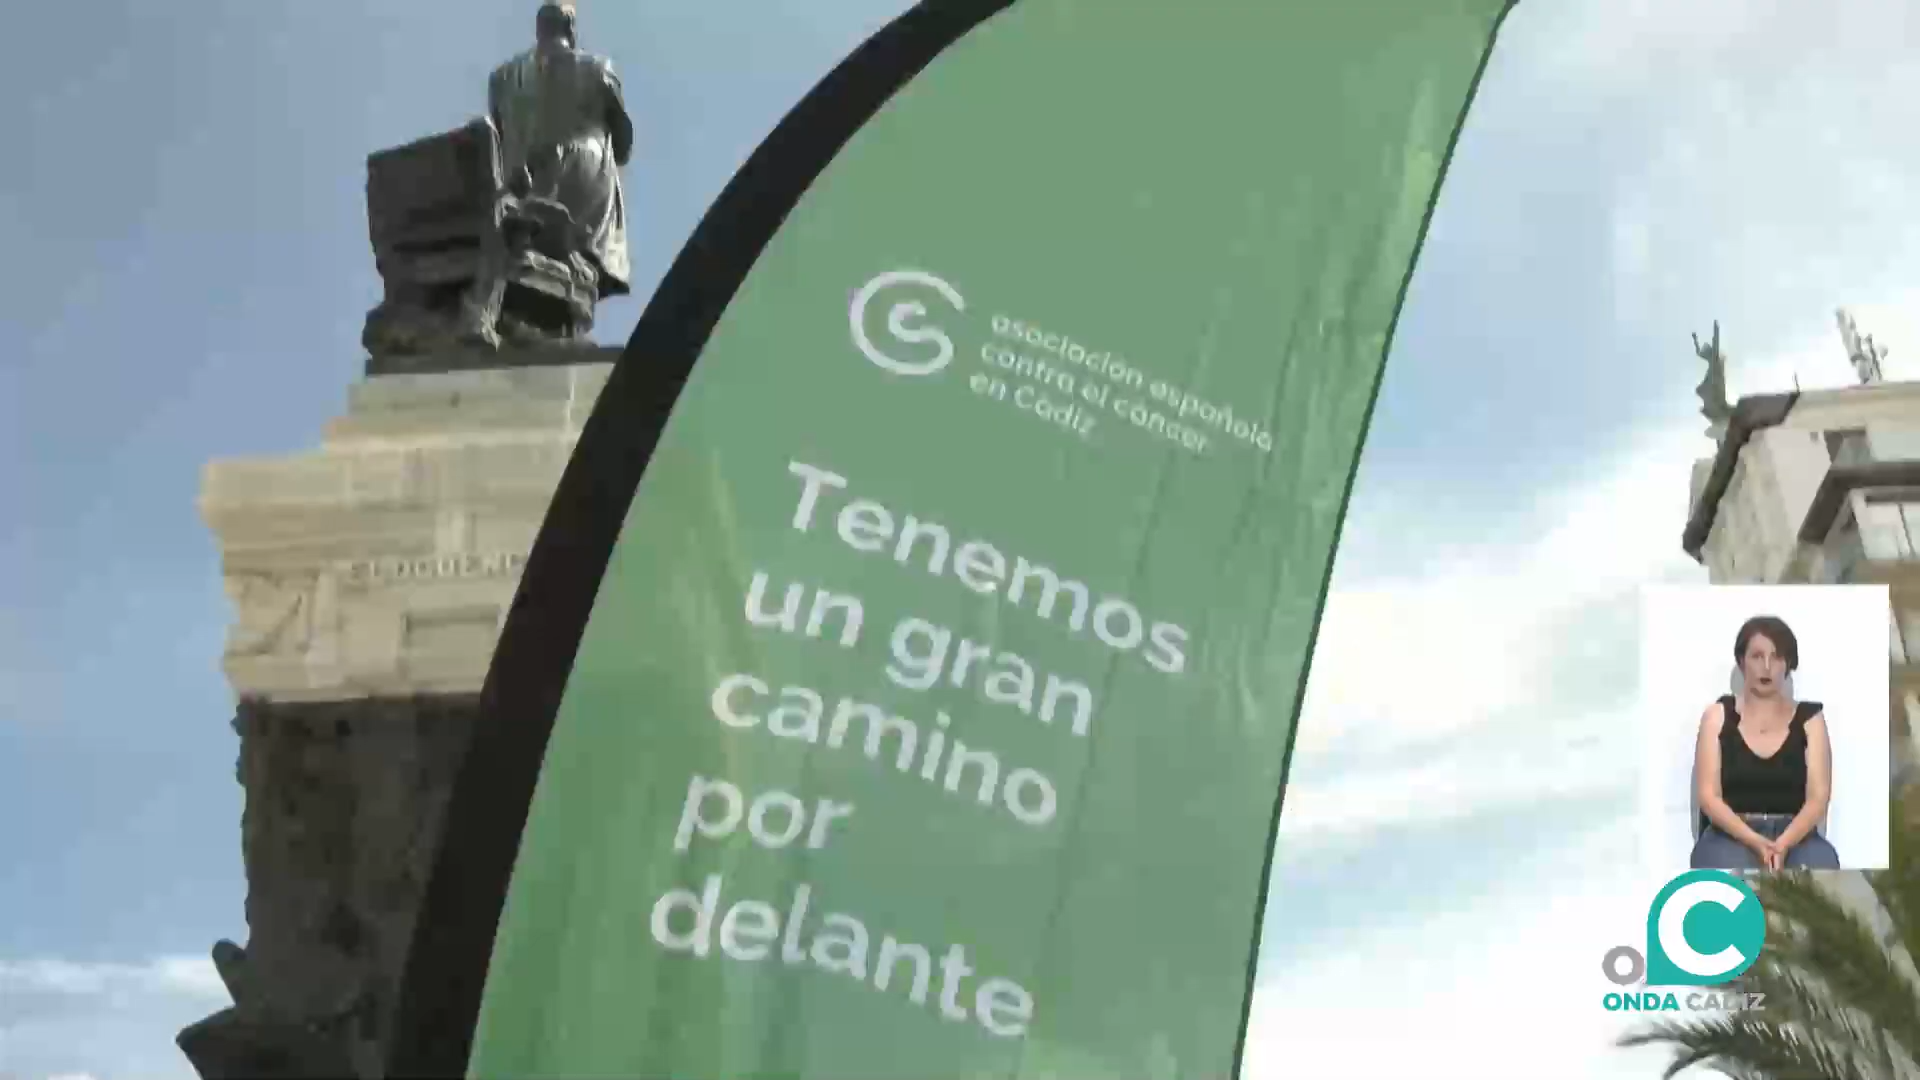 asociación española
contra el cáncer
en Cádiz
Tenemos
un gran
camino
por
delante
ONDA CADIZ